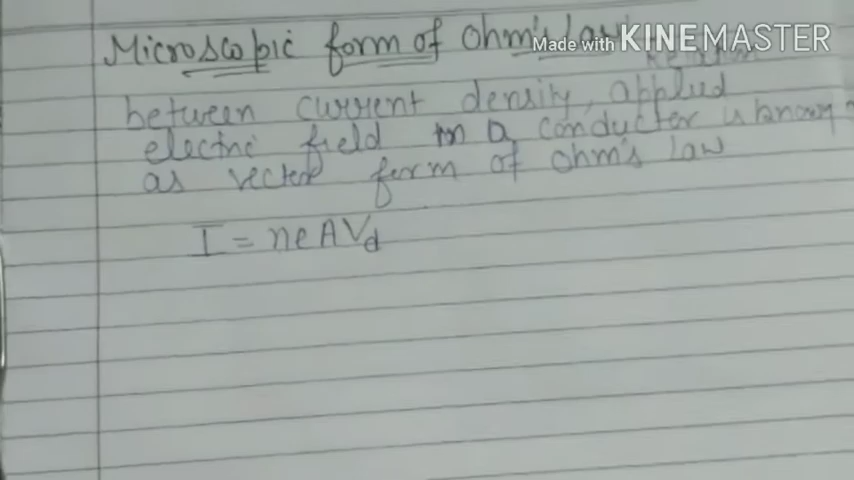 Microscopic form of Ohm's law
Made with KINEMASTER
between current density, applied
electric field in a conductor is known
as vector form of ohm's law
I = neAVd